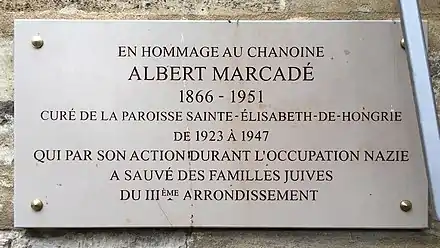 EN HOMMAGE AU CHANOINE
ALBERT MARCADÉ
1866 - 1951
CURÉ DE LA PAROISSE SAINTE-ÉLISABETH-DE-HONGRIE
DE 1923 À 1947
QUI PAR SON ACTION DURANT L'OCCUPATION NAZIE
A SAUVÉ DES FAMILLES JUIVES
DU IIIÈME ARRONDISSEMENT